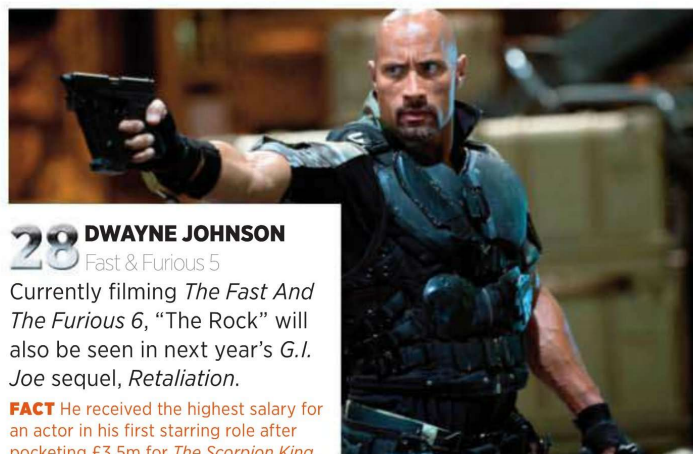 28 DWAYNE JOHNSON
Fast & Furious 5
Currently filming The Fast And
The Furious 6, “The Rock” will
also be seen in next year’s G.I.
Joe sequel, Retaliation.
FACT He received the highest salary for
an actor in his first starring role after
pocketing £3.5m for The Scorpion King